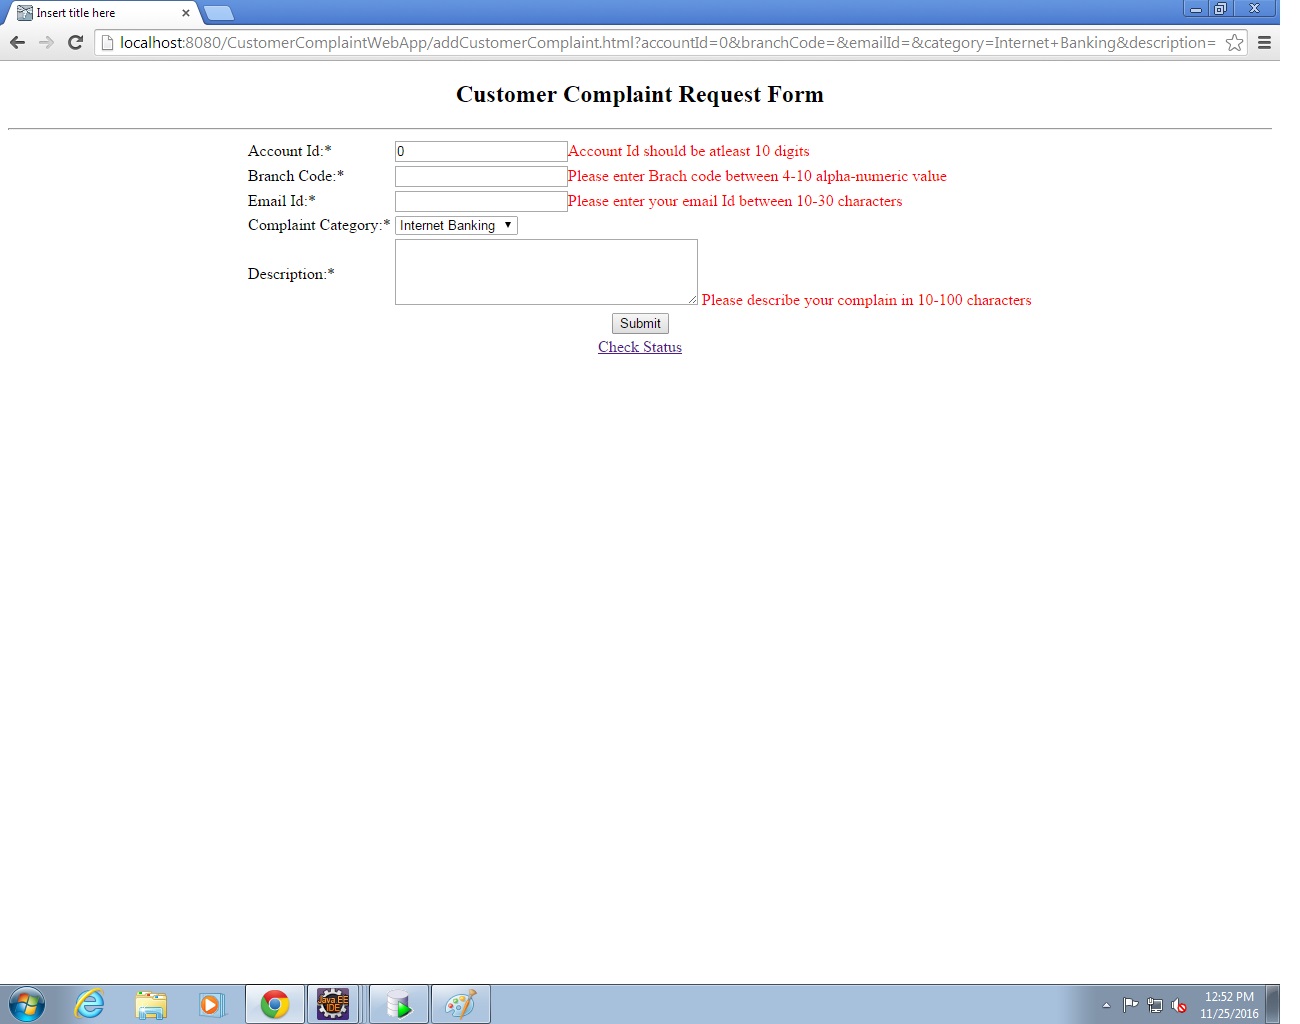 Insert title here
localhost:8080/CustomerComplaintWebApp/addCustomerComplaint.html?accountId=0&branchCode=&emailId=&category=Internet+Banking&description=
Customer Complaint Request Form
Account Id:* 0 Account Id should be atleast 10 digits
Branch Code:* Please enter Brach code between 4-10 alpha-numeric value
Email Id:* Please enter your email Id between 10-30 characters
Complaint Category:* Internet Banking
Description:* Please describe your complain in 10-100 characters
Submit
Check Status
Java EE
IDE
12:52 PM
11/25/2016